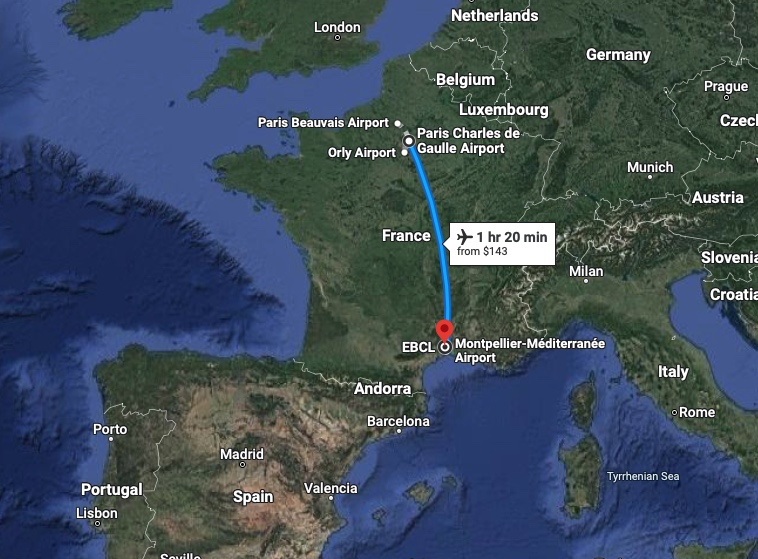 Netherlands
London
Germany
Belgium
Prague
Luxembourg
Czec
Paris Beauvais Airport
Paris Charles de
Gaulle Airport
Orly Airport
Munich
Austria
France
1 hr 20 min
from $143
Slovenia
Milan
Croatia
EBCL
Montpellier-Méditerranée
Airport
Italy
Andorra
Rome
Barcelona
Porto
Madrid
Tyrrhenian Sea
Portugal
Spain
Valencia
Lisbon
Seville